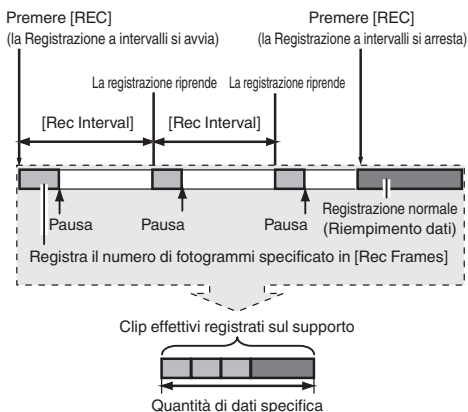 Premere [REC]
(la Registrazione a intervalli si avvia)
Premere [REC]
(la Registrazione a intervalli si arresta)
La registrazione riprende
La registrazione riprende
[Rec Interval]
[Rec Interval]
Pausa
Pausa
Pausa
Registrazione normale
(Riempimento dati)
Registra il numero di fotogrammi specificato in [Rec Frames]
Clip effettivi registrati sul supporto
Quantità di dati specifica